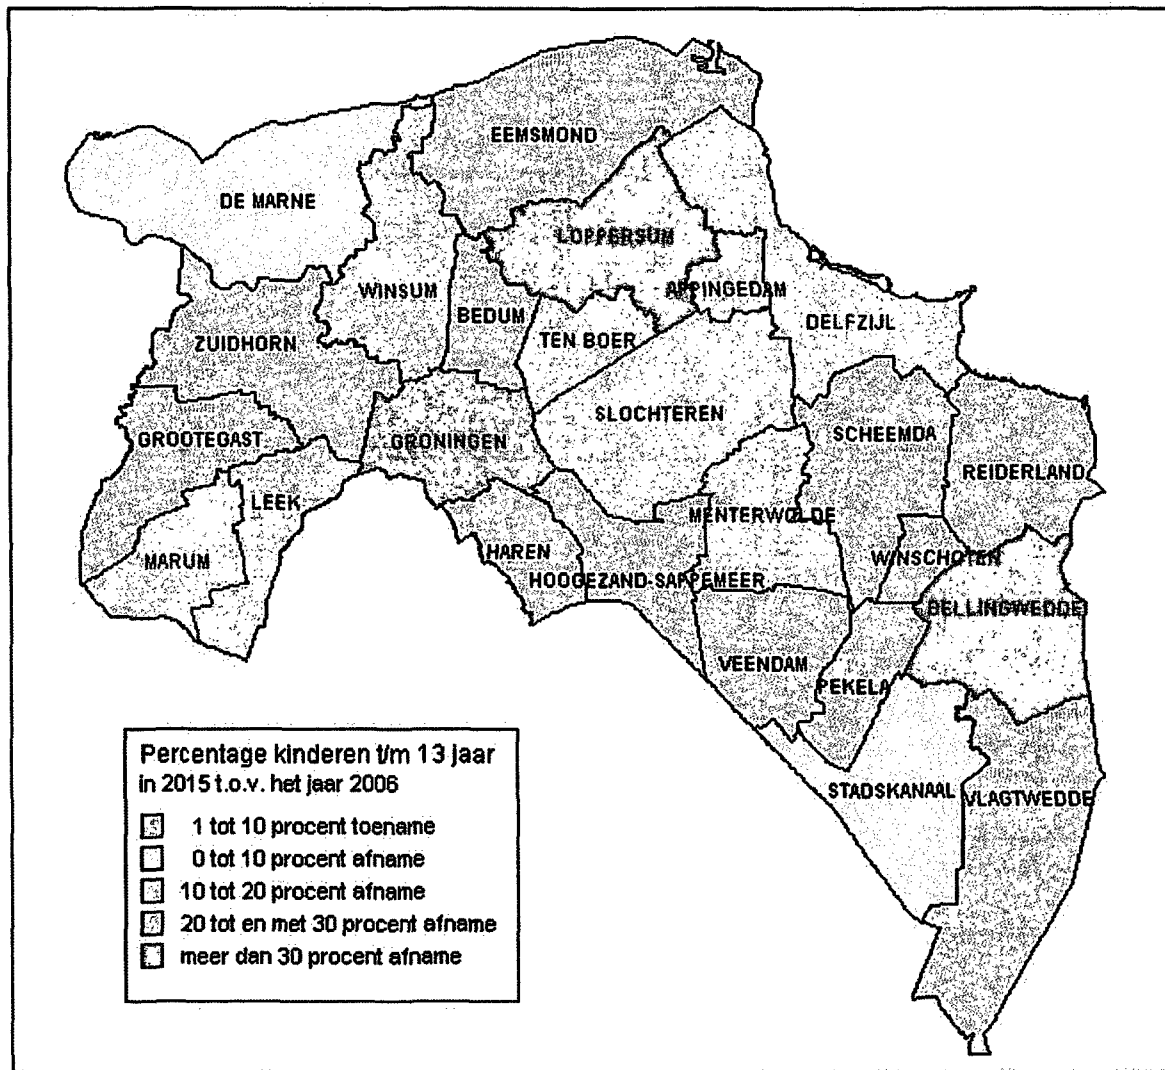 EEMSMOND
DE MARNE
LOPPERSUM
WINSUM
APPINGEDAM
BEDUM
DELFZIJL
TEN BOER
ZUIDHORN
SLOCHTEREN
GROOTEGAST
GRONINGEN
SCHEEMDA
REIDERLAND
LEEK
MENTERWOLDE
HAREN
WINSCHOTEN
MARUM
HOOGEZAND-SAPPEMEER
BELLINGWEDDE
VEENDAM
PEKELA
STADSKANAAL
VLAGTWEDDE
Percentage kinderen t/m 13 jaar
in 2015 t.o.v. het jaar 2006
1 tot 10 procent toename
0 tot 10 procent afname
10 tot 20 procent afname
20 tot en met 30 procent afname
meer dan 30 procent afname